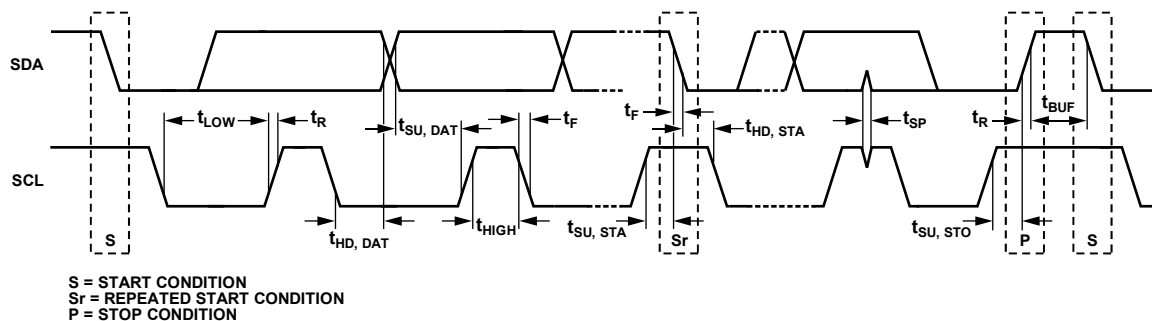 SDA
t_LOW
t_R
t_SU, DAT
t_F
t_F
t_HD, STA
t_SP
t_R
t_BUF
SCL
t_HD, DAT
t_HIGH
t_SU, STA
t_SU, STO
S
Sr
P
S
S = START CONDITION
Sr = REPEATED START CONDITION
P = STOP CONDITION